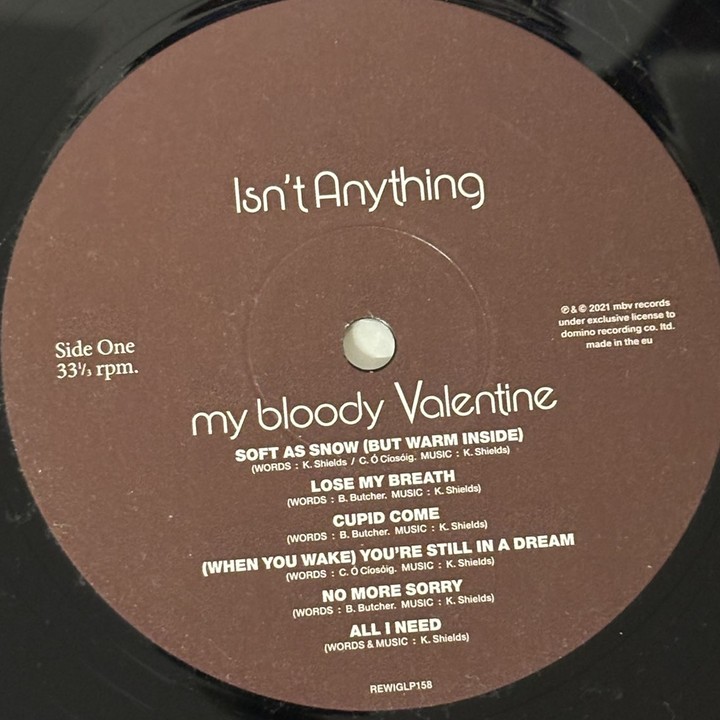 Isn't Anything
℗ & © 2021 mbv records
under exclusive license to
domino recording co. ltd.
made in the eu
Side One
33⅓ rpm.
my bloody Valentine
SOFT AS SNOW (BUT WARM INSIDE)
(WORDS : K. Shields / C. Ó Cíosóig. MUSIC : K. Shields)
LOSE MY BREATH
(WORDS : B. Butcher. MUSIC : K. Shields)
CUPID COME
(WORDS : B. Butcher. MUSIC : K. Shields)
(WHEN YOU WAKE) YOU'RE STILL IN A DREAM
(WORDS : C. Ó Cíosóig. MUSIC : K. Shields)
NO MORE SORRY
(WORDS : B. Butcher. MUSIC : K. Shields)
ALL I NEED
(WORDS & MUSIC : K. Shields)
REWIGLP158